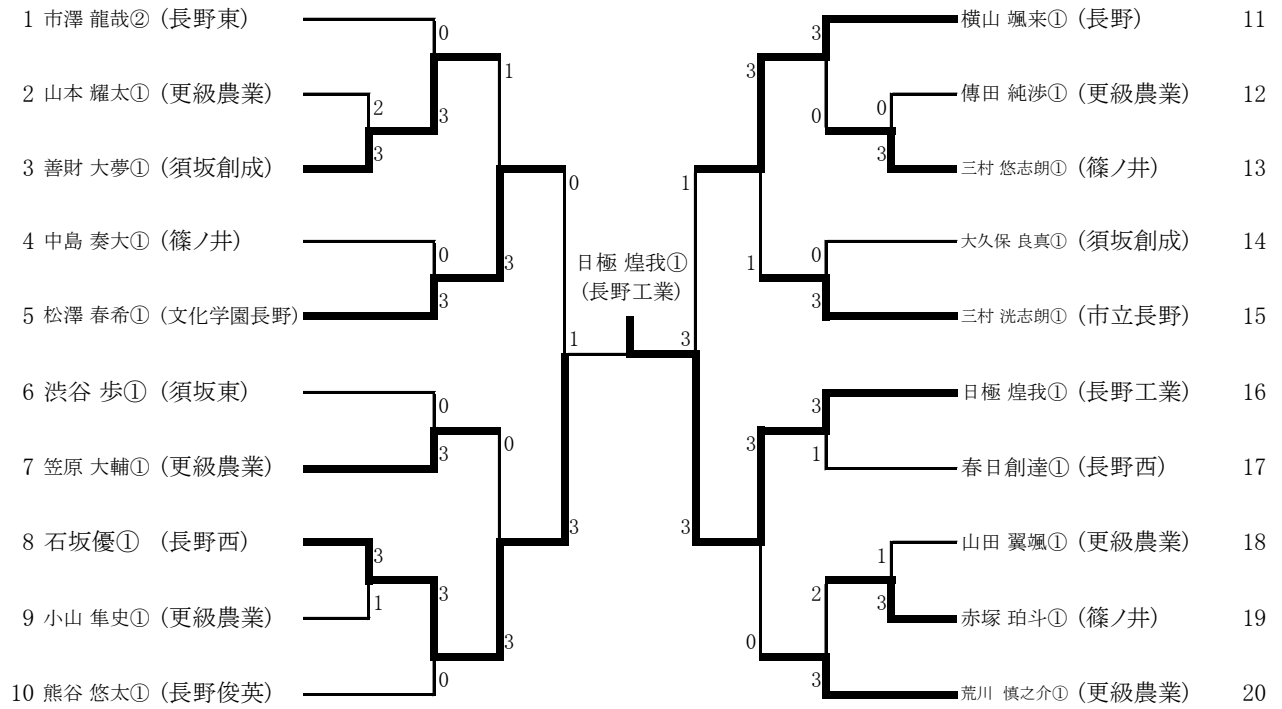 1 市澤 龍哉② (長野東)
2 山本 耀太① (更級農業)
3 善財 大夢① (須坂創成)
4 中島 奏大① (篠ノ井)
5 松澤 春希① (文化学園長野)
6 渋谷 歩① (須坂東)
7 笠原 大輔① (更級農業)
8 石坂優① (長野西)
9 小山 隼史① (更級農業)
10 熊谷 悠太① (長野俊英)
0
3
2
3
0
3
1
3
0
3
3
1
3
0
0
3
0
3
1
日極 煌我①
(長野工業)
3
1
3
3
1
3
0
3
0
0
3
0
3
3
1
2
3
1
3
横山 颯来① (長野) 11
傳田 純渉① (更級農業) 12
三村 悠志朗① (篠ノ井) 13
大久保 良真① (須坂創成) 14
三村 洸志朗① (市立長野) 15
日極 煌我① (長野工業) 16
春日創達① (長野西) 17
山田 翼颯① (更級農業) 18
赤塚 珀斗① (篠ノ井) 19
荒川 慎之介① (更級農業) 20